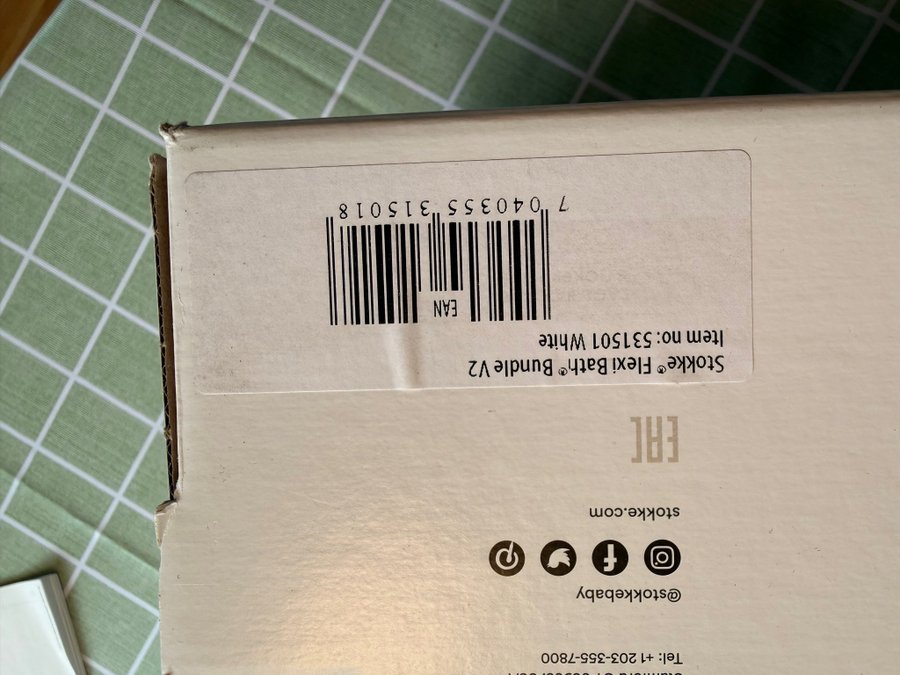 Tel: +1 203-355-7800
@stokkebaby
stokke.com
EAC
Stokke® Flexi Bath® Bundle V2
Item no: 531501 White
EAN
7 040355 315018